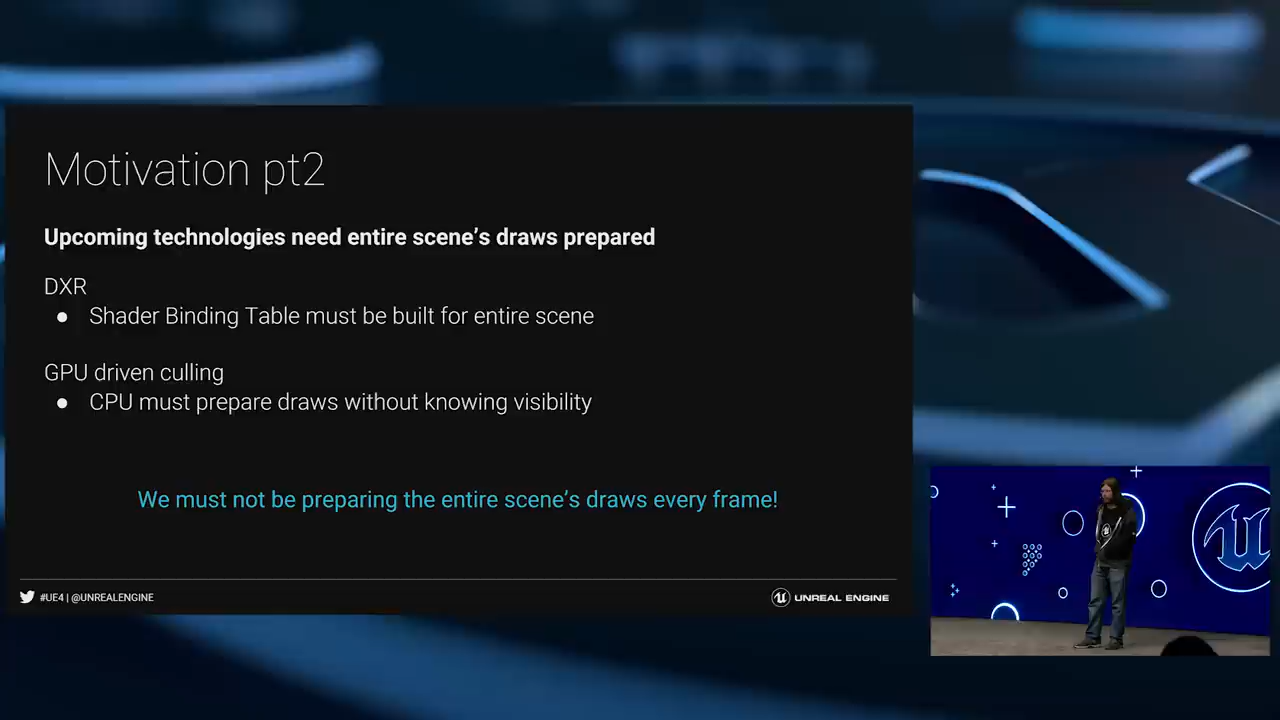 Motivation pt2
Upcoming technologies need entire scene’s draws prepared
DXR
● Shader Binding Table must be built for entire scene
GPU driven culling
● CPU must prepare draws without knowing visibility
We must not be preparing the entire scene’s draws every frame!
#UE4 | @UNREALENGINE
UNREAL ENGINE